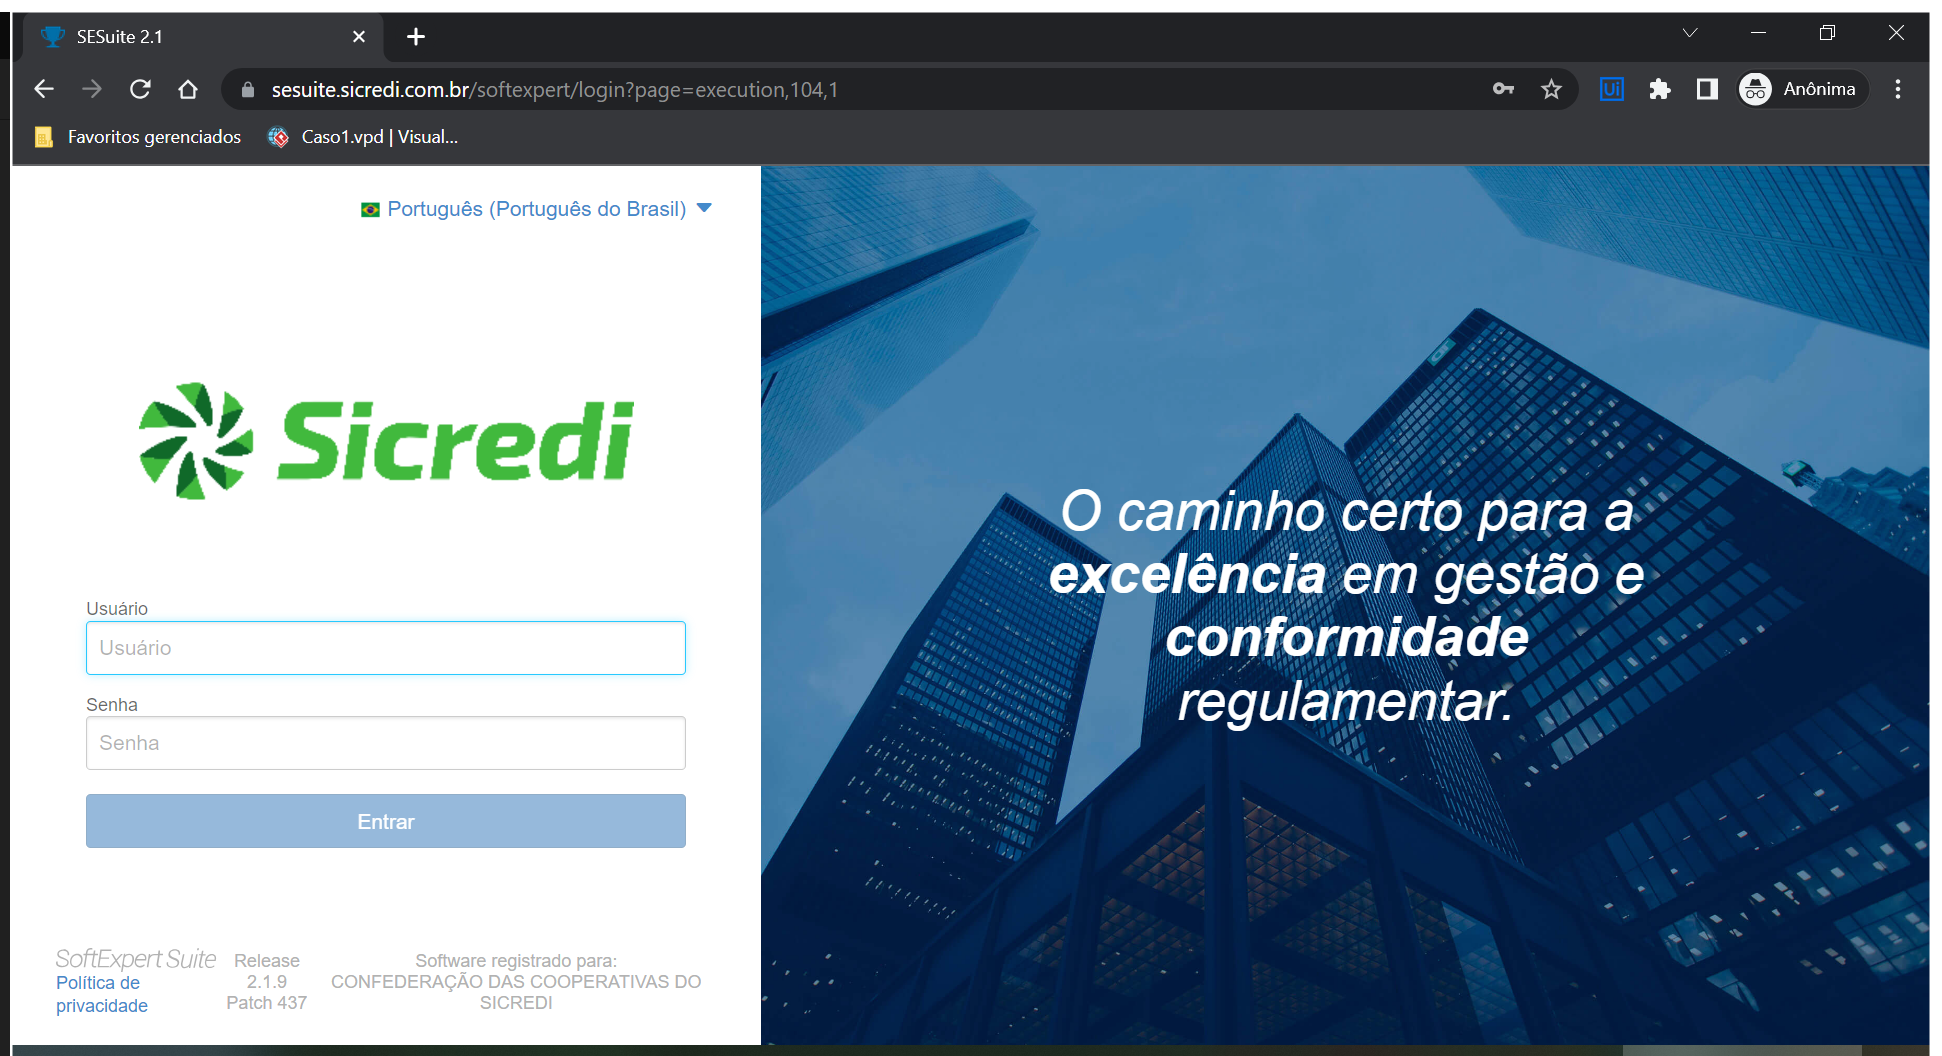 SESuite 2.1
sesuite.sicredi.com.br/softexpert/login?page=execution,104,1
Ui
Anônima
Favoritos gerenciados
Caso1.vpd | Visual...
Português (Português do Brasil)
Sicredi
Usuário
Usuário
Senha
Senha
Entrar
SoftExpert Suite
Política de
privacidade
Release
2.1.9
Patch 437
Software registrado para:
CONFEDERAÇÃO DAS COOPERATIVAS DO
SICREDI
O caminho certo para a
excelência em gestão e
conformidade
regulamentar.